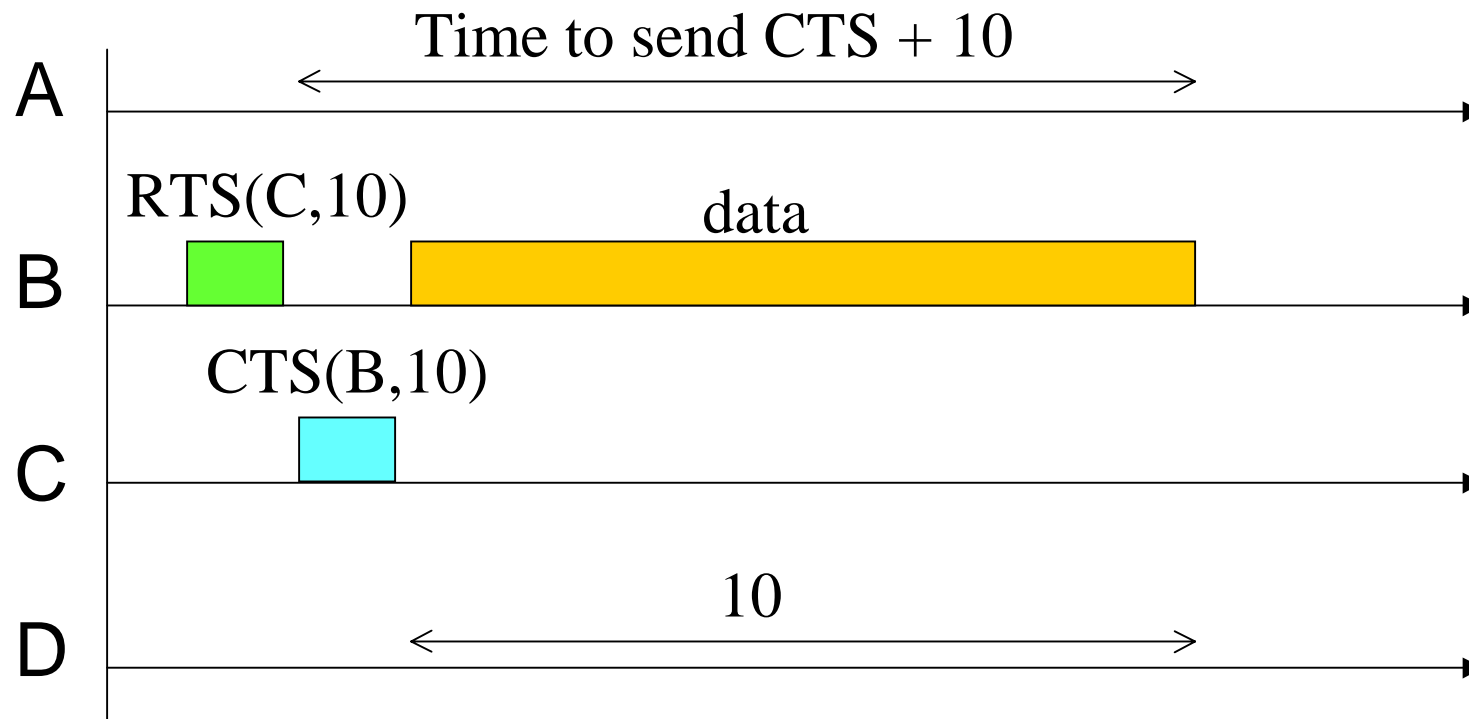 Time to send CTS + 10
A
RTS(C,10)
data
B
CTS(B,10)
C
10
D